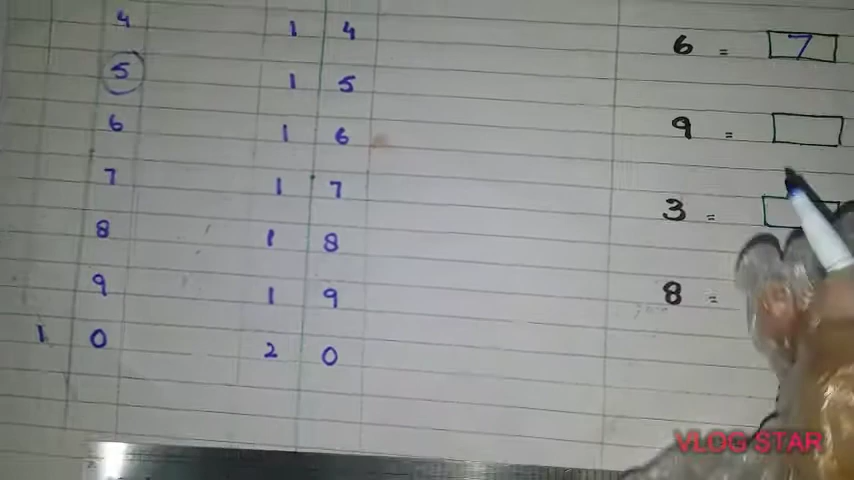 4 1 4 6 = 7
5 1 5
6 1 6 9 =
7 1 7
8 1 8 3 =
9 1 9 8 =
1 0 2 0
VLOG STAR